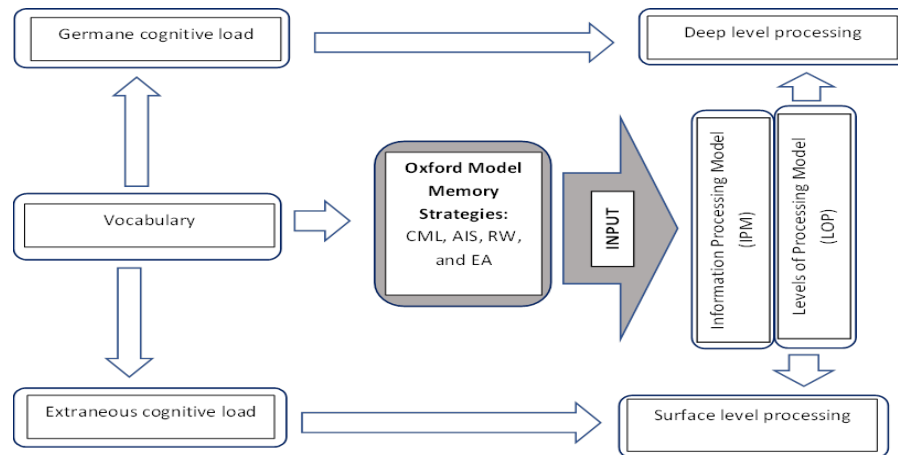 Germane cognitive load
Deep level processing
Vocabulary
Oxford Model
Memory
Strategies:
CML, AIS, RW,
and EA
INPUT
Information Processing Model
(IPM)
Levels of Processing Model
(LOP)
Extraneous cognitive load
Surface level processing